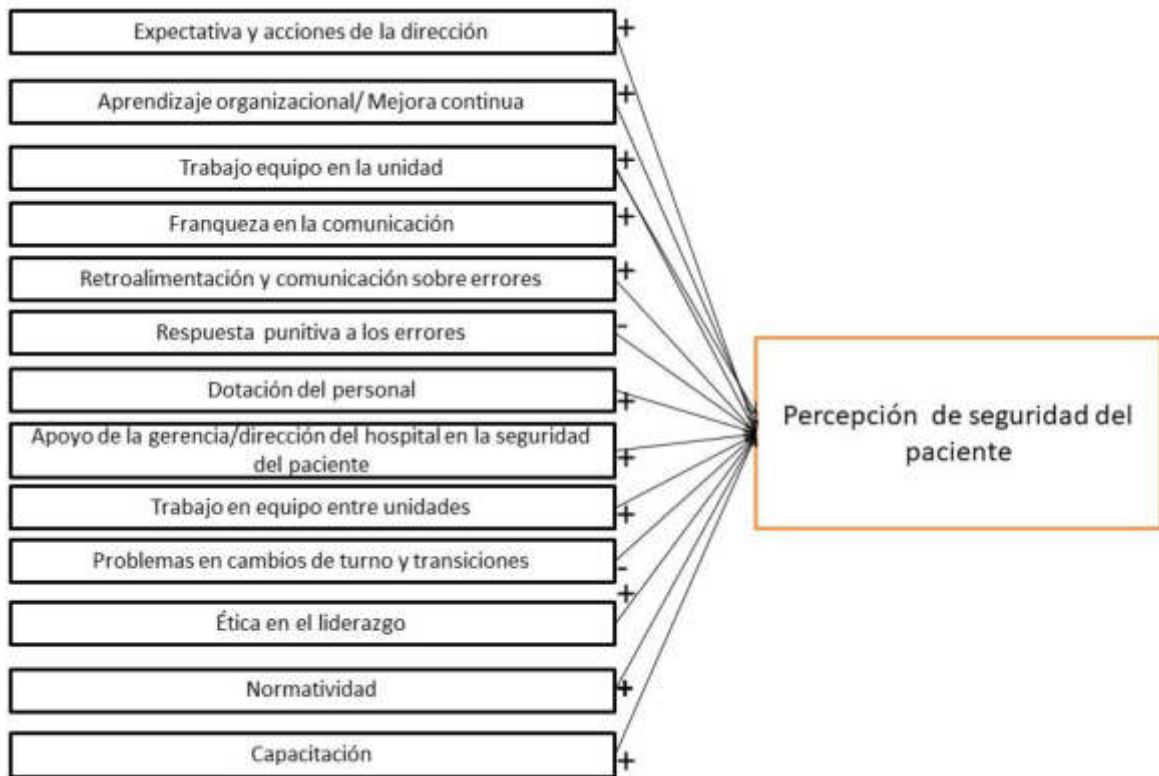 Expectativa y acciones de la dirección
+
Aprendizaje organizacional/ Mejora continua
+
Trabajo equipo en la unidad
+
Franqueza en la comunicación
+
Retroalimentación y comunicación sobre errores
+
Respuesta punitiva a los errores
-
Dotación del personal
+
Apoyo de la gerencia/dirección del hospital en la seguridad
del paciente
+
Trabajo en equipo entre unidades
+
Problemas en cambios de turno y transiciones
-
Ética en el liderazgo
+
Normatividad
+
Capacitación
+
Percepción de seguridad del
paciente